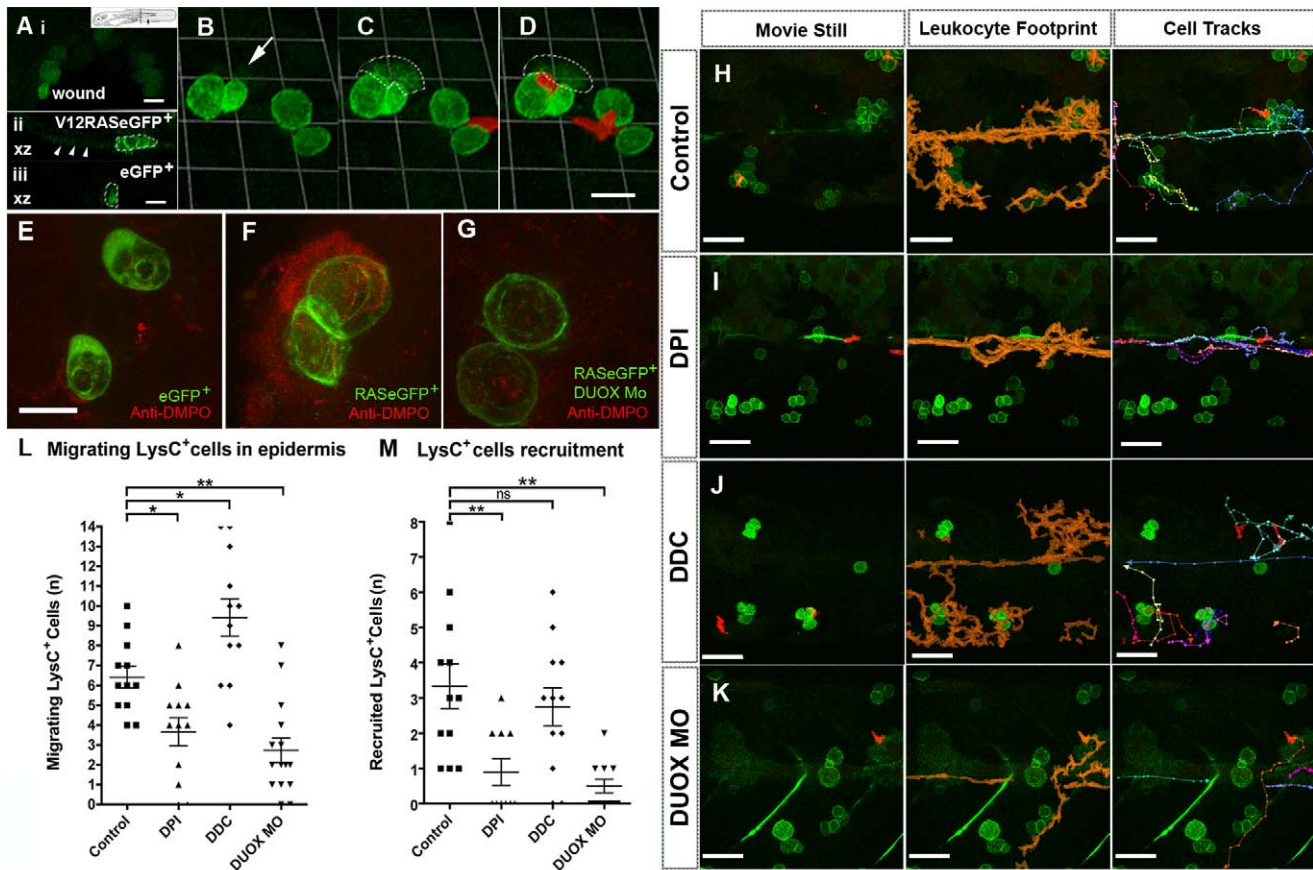 A i
wound
ii
V12RASeGFP+
xz
iii
eGFP+
xz
B
C
D
E
eGFP+
Anti-DMPO
F
RASeGFP+
Anti-DMPO
G
RASeGFP+
DUOX Mo
Anti-DMPO
L Migrating LysC+cells in epidermis
**
*
*
Migrating LysC+Cells (n)
14
13
12
11
10
9
8
7
6
5
4
3
2
1
0
Control
DPI
DDC
DUOX MO
M LysC+cells recruitment
**
ns
**
Recruited LysC+Cells (n)
8
7
6
5
4
3
2
1
0
Control
DPI
DDC
DUOX MO
Movie Still
Leukocyte Footprint
Cell Tracks
Control
H
DPI
I
DDC
J
DUOX MO
K